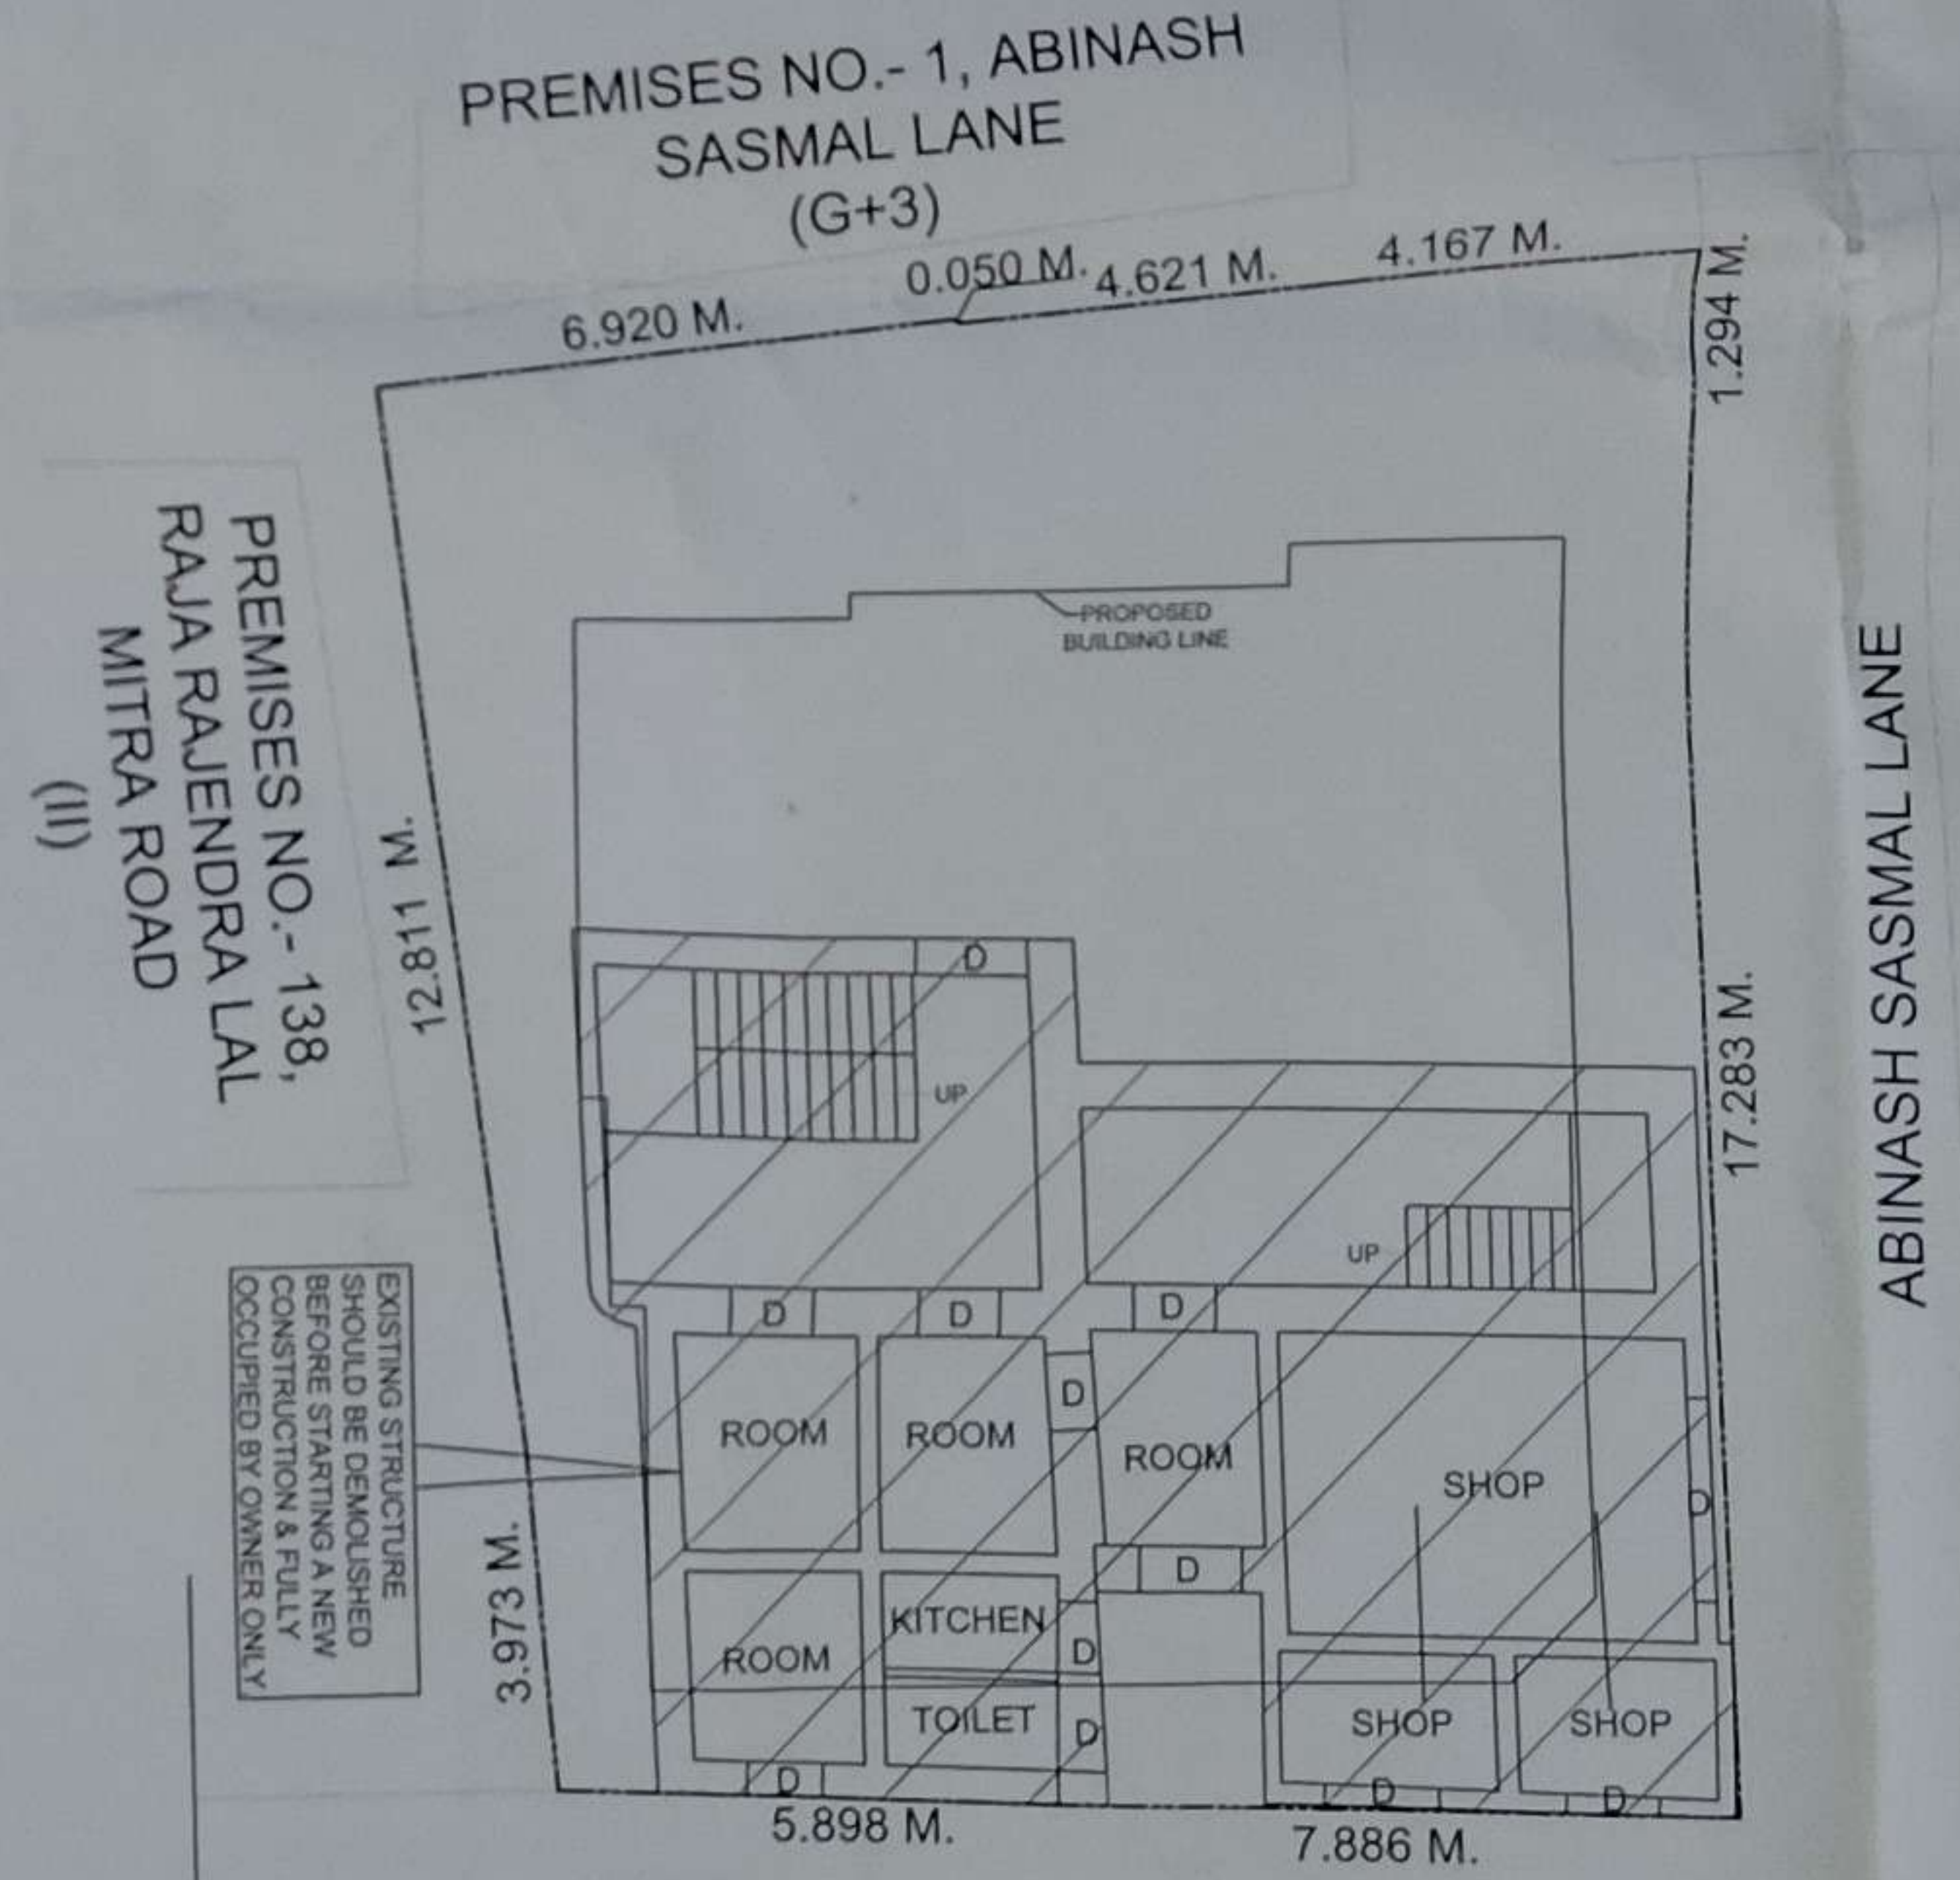 PREMISES NO.- 1, ABINASH
SASMAL LANE
(G+3)
6.920 M.
0.050 M.
4.621 M.
4.167 M.
1.294 M.
17.283 M.
ABINASH SASMAL LANE
PREMISES NO.- 138,
RAJA RAJENDRA LAL
MITRA ROAD
(II)
12.811 M.
3.973 M.
PROPOSED
BUILDING LINE
D
UP
UP
D
D
D
D
ROOM
ROOM
ROOM
SHOP
D
D
EXISTING STRUCTURE
SHOULD BE DEMOLISHED
BEFORE STARTING A NEW
CONSTRUCTION & FULLY
OCCUPIED BY OWNER ONLY
ROOM
KITCHEN
D
TOILET
D
SHOP
SHOP
D
D
D
5.898 M.
7.886 M.